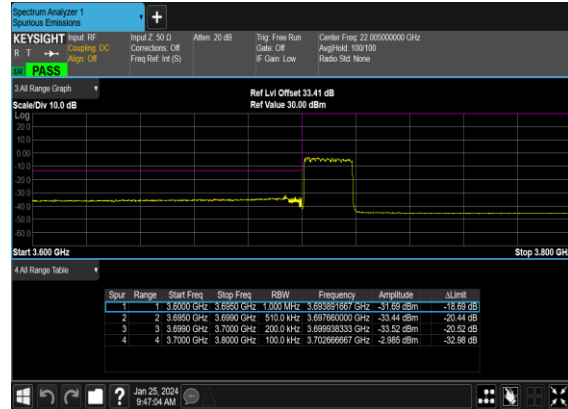 Spectrum Analyzer 1
Spurious Emissions
KEYSIGHT
R T
PASS
Input: RF
Coupling: DC
Align: Off
Input Z: 50 Ω
Corrections: Off
Freq Ref: Int (S)
Atten: 20 dB
Trig: Free Run
Gate: Off
IF Gain: Low
Center Freq: 22.005000000 GHz
Avg|Hold: 100/100
Radio Std: None
3 All Range Graph
Scale/Div 10.0 dB
Ref Lvl Offset 33.41 dB
Ref Value 30.00 dBm
Log
20.0
10.0
0.00
-10.0
-20.0
-30.0
-40.0
-50.0
-60.0
Start 3.600 GHz
Stop 3.800 GHz
4 All Range Table
Spur Range Start Freq Stop Freq RBW Frequency Amplitude ΔLimit
1 1 3.6000 GHz 3.6950 GHz 1.000 MHz 3.693891667 GHz -31.69 dBm -18.69 dB
2 2 3.6950 GHz 3.6990 GHz 510.0 kHz 3.697660000 GHz -33.44 dBm -20.44 dB
3 3 3.6990 GHz 3.7000 GHz 200.0 kHz 3.699938333 GHz -33.52 dBm -20.52 dB
4 4 3.7000 GHz 3.8000 GHz 100.0 kHz 3.702666667 GHz -2.985 dBm -32.98 dB
?
Jan 25, 2024
9:47:04 AM